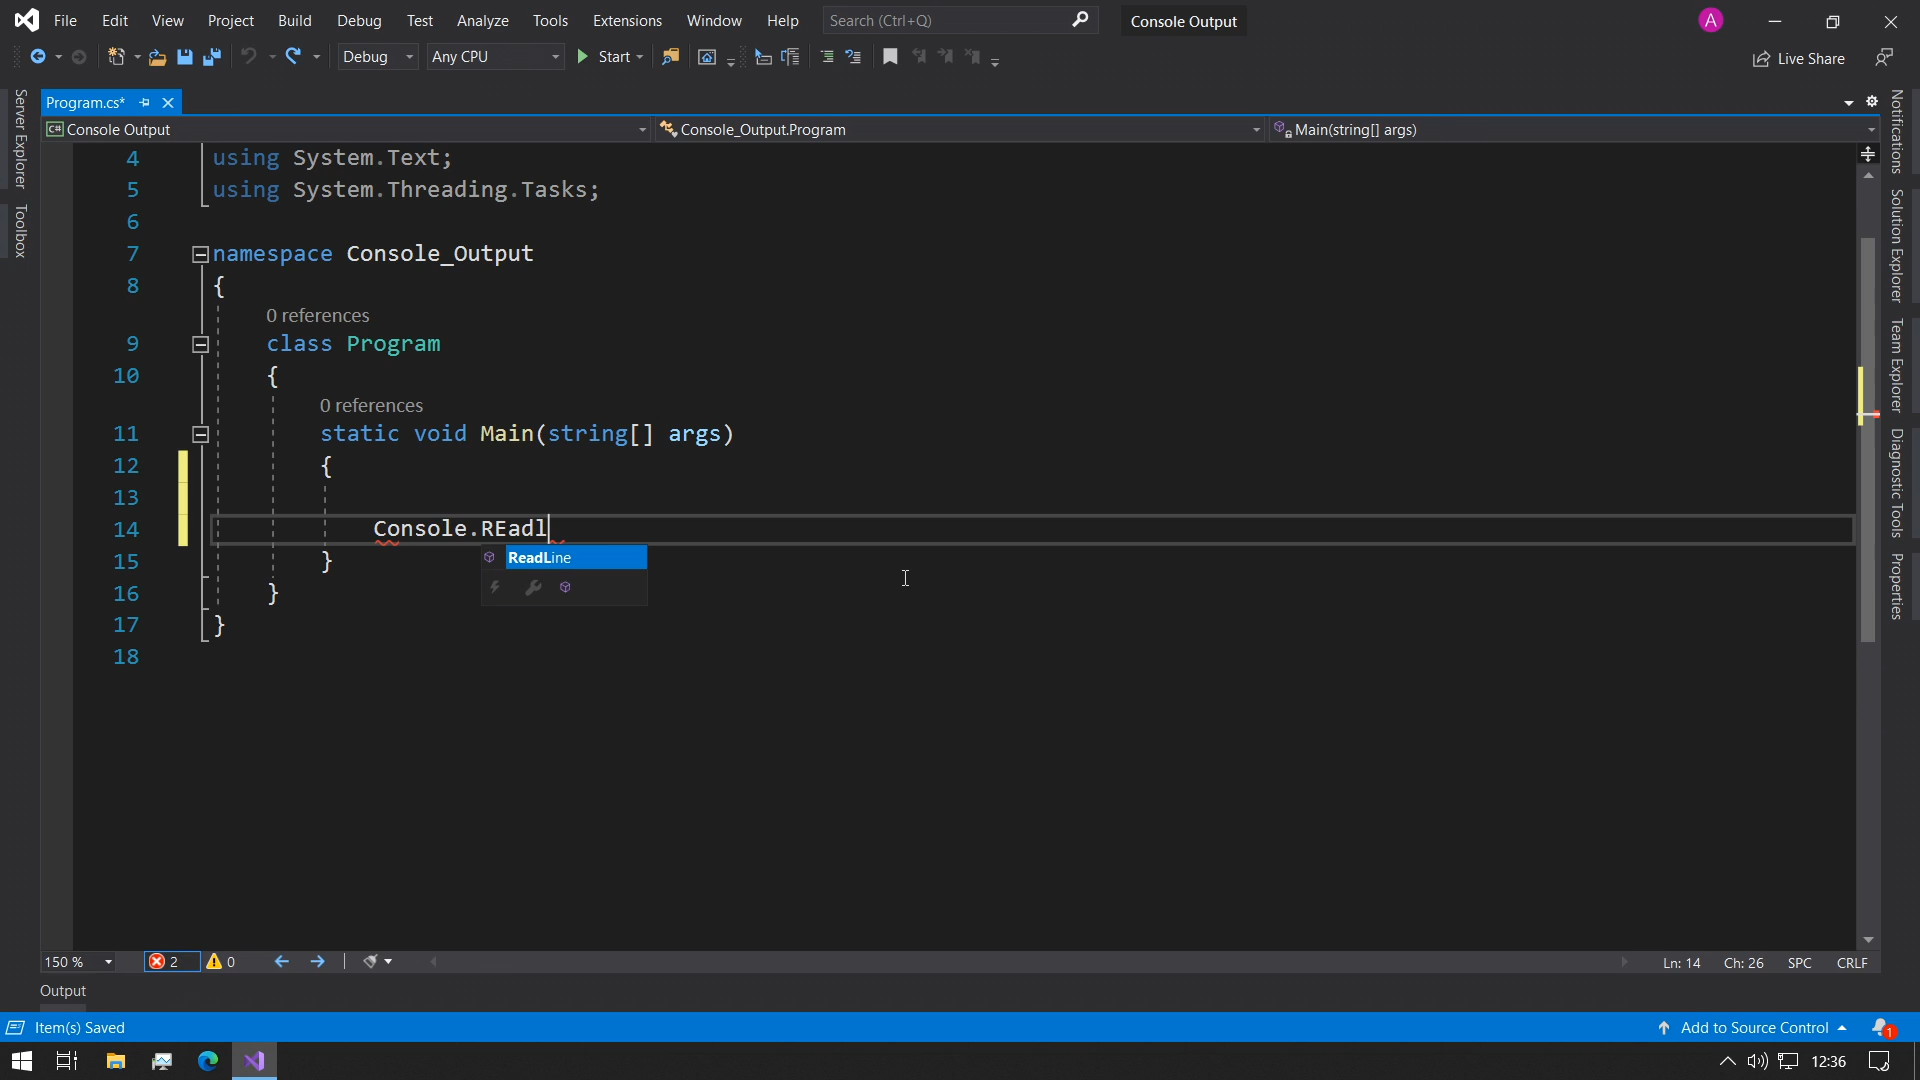 File Edit View Project Build Debug Test Analyze Tools Extensions Window Help Search (Ctrl+Q) Console Output A
Debug Any CPU Start Live Share
Program.cs*
C# Console Output Console_Output.Program Main(string[] args)
4 using System.Text;
5 using System.Threading.Tasks;
6
7 namespace Console_Output
8 {
0 references
9 class Program
10 {
0 references
11 static void Main(string[] args)
12 {
13
14 Console.REadl
ReadLine
15 }
16 }
17 }
18
Server Explorer
Toolbox
Notifications
Solution Explorer
Team Explorer
Diagnostic Tools
Properties
150 % 2 0 Ln: 14 Ch: 26 SPC CRLF
Output
Item(s) Saved Add to Source Control 1
12:36